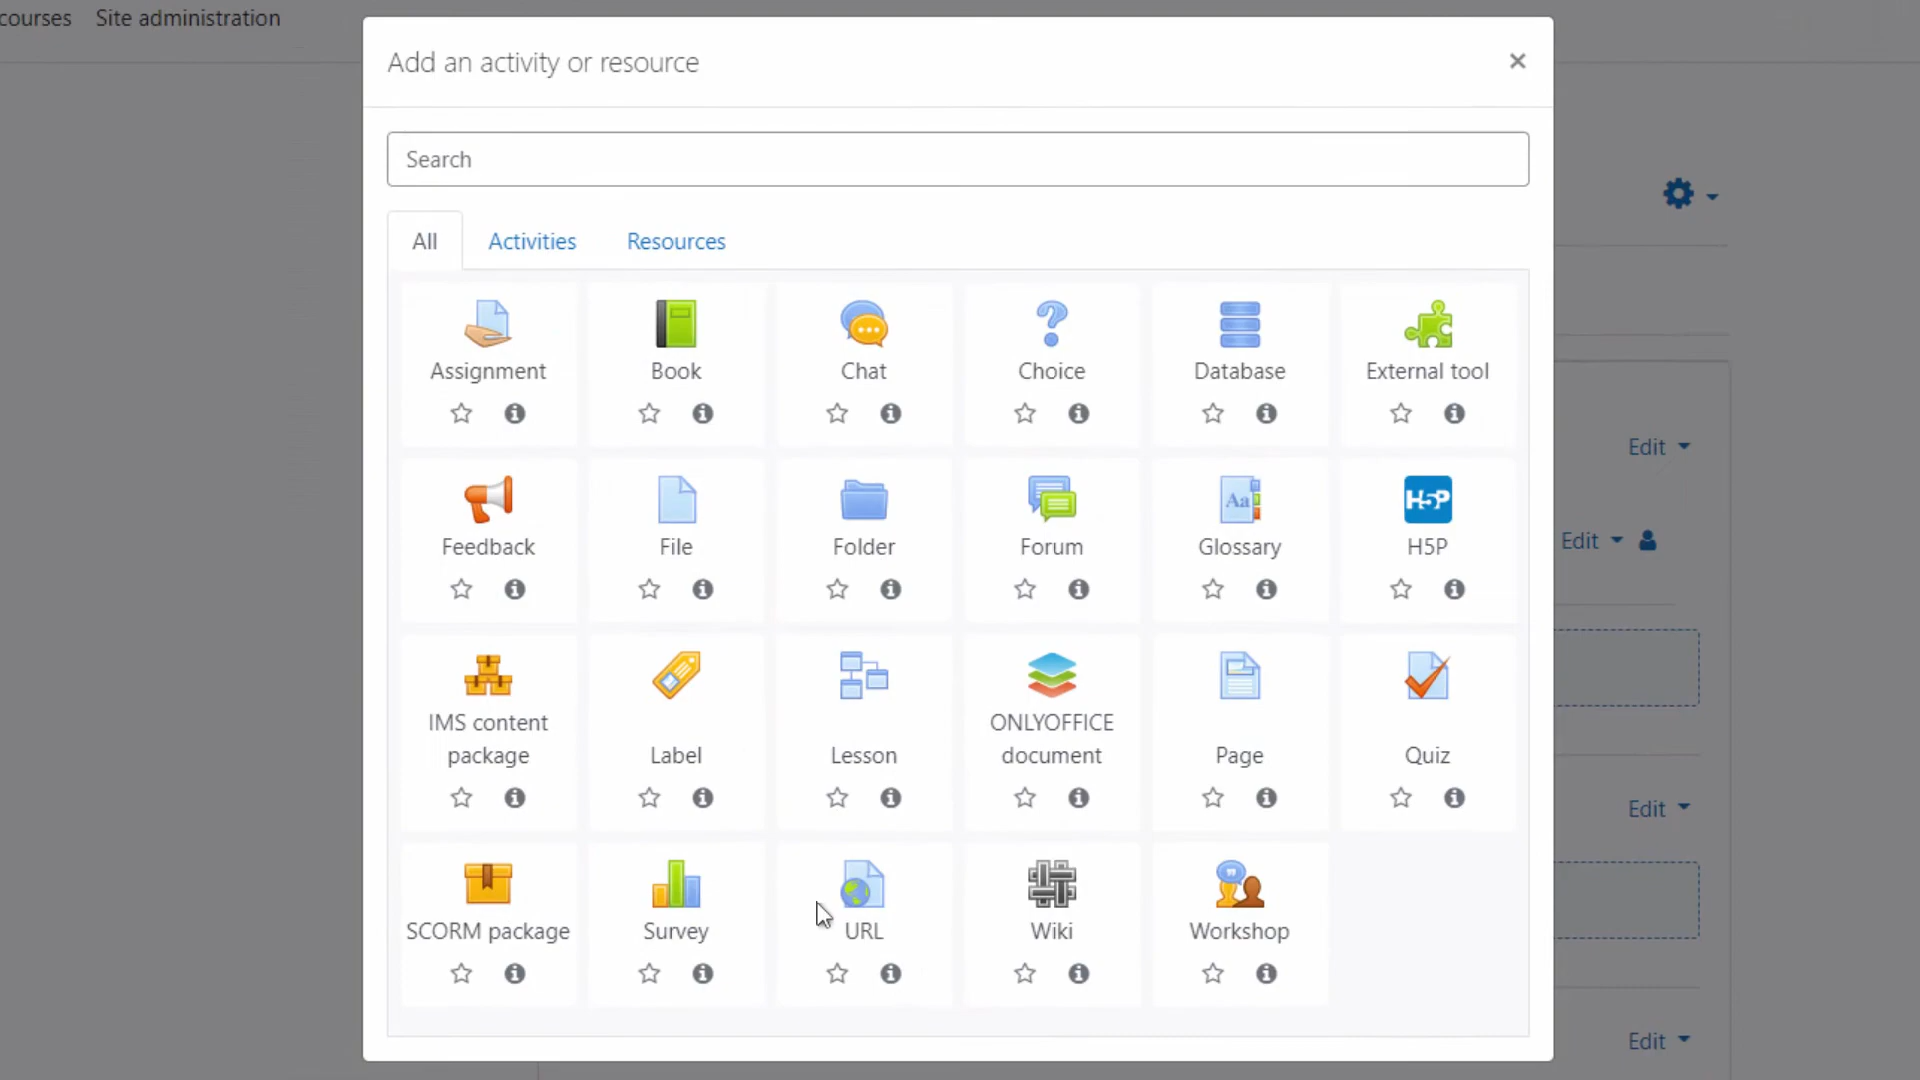 courses Site administration
Add an activity or resource
Search
All Activities Resources
Assignment Book Chat Choice Database External tool
Edit
Edit
Feedback File Folder Forum Glossary H5P
H5P
Aa
IMS content package
Label
Lesson
ONLYOFFICE document
Page
Quiz
Edit
SCORM package Survey URL Wiki Workshop
Edit